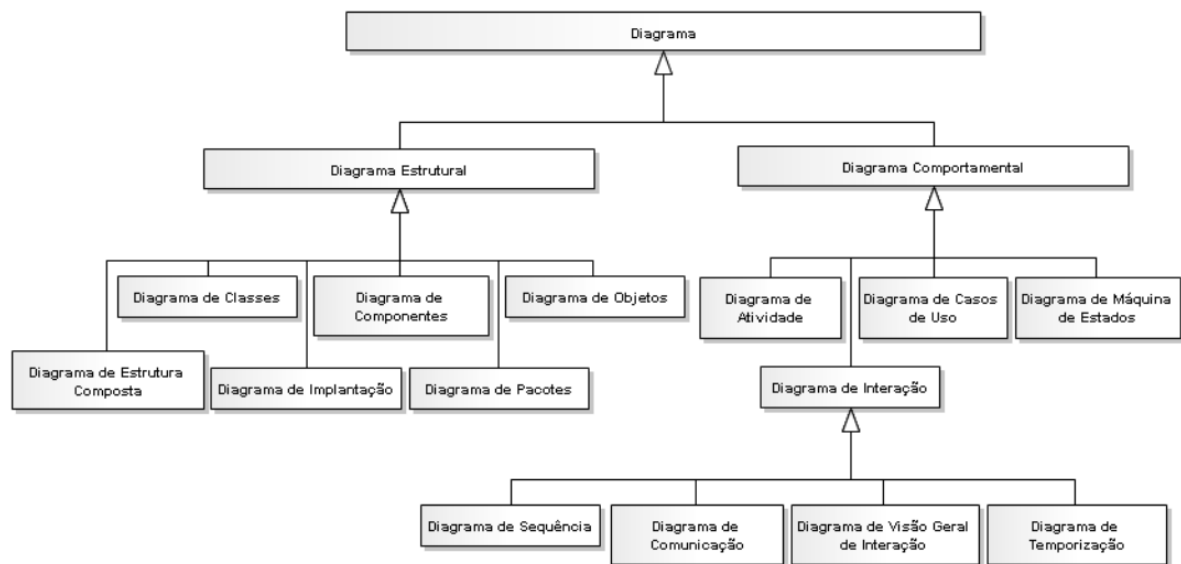 Diagrama
Diagrama Estrutural
Diagrama Comportamental
Diagrama de Classes
Diagrama de
Componentes
Diagrama de Objetos
Diagrama de
Atividade
Diagrama de Casos
de Uso
Diagrama de Máquina
de Estados
Diagrama de Estrutura
Composta
Diagrama de Implantação
Diagrama de Pacotes
Diagrama de Interação
Diagrama de Sequência
Diagrama de
Comunicação
Diagrama de Visão Geral
de Interação
Diagrama de
Temporização